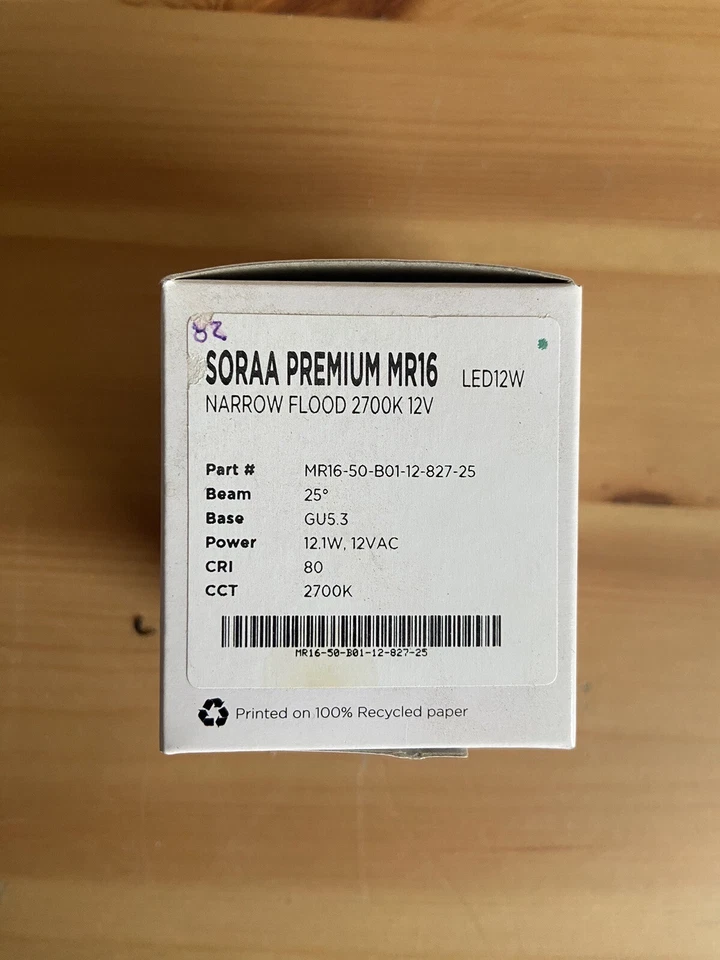 82
SORAA PREMIUM MR16 LED12W
NARROW FLOOD 2700K 12V
Part # MR16-50-B01-12-827-25
Beam 25°
Base GU5.3
Power 12.1W, 12VAC
CRI 80
CCT 2700K
MR16-50-B01-12-827-25
Printed on 100% Recycled paper